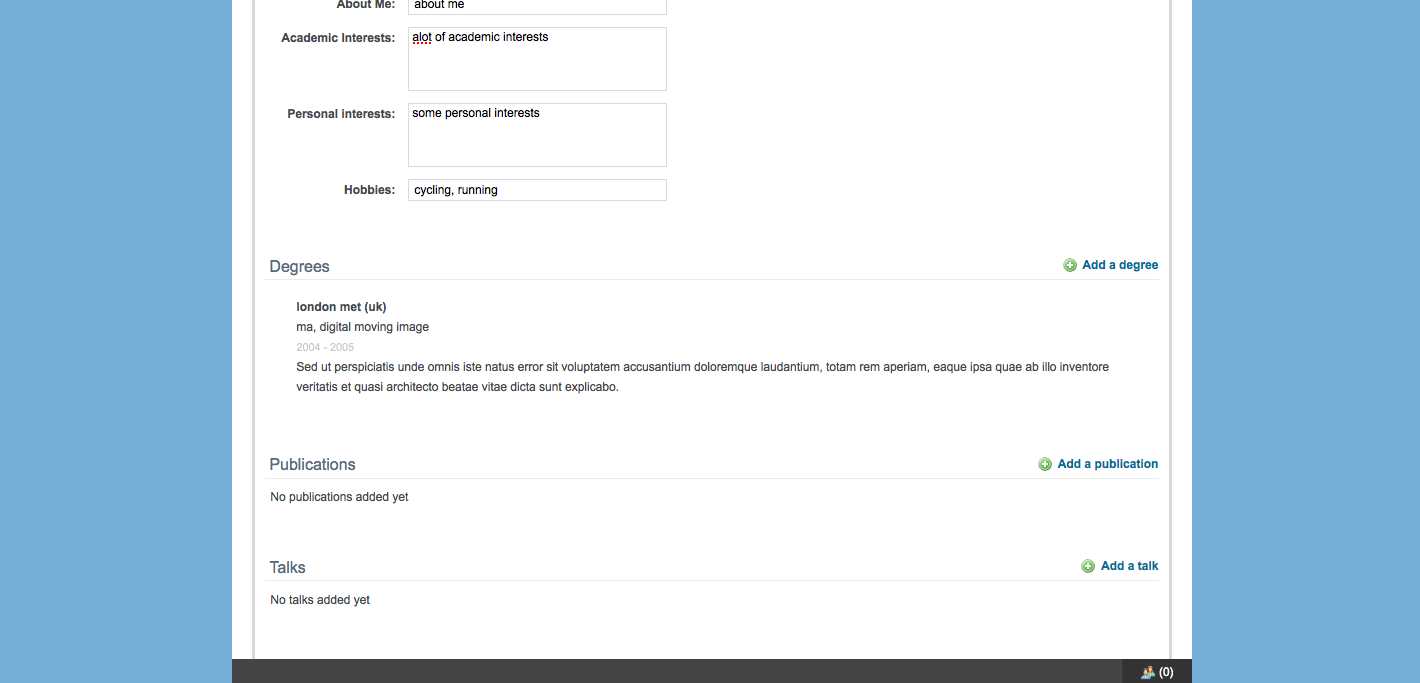 About Me: about me
Academic Interests: alot of academic interests
Personal Interests: some personal interests
Hobbies: cycling, running
Degrees Add a degree
london met (uk)
ma, digital moving image
2004 - 2005
Sed ut perspiciatis unde omnis iste natus error sit voluptatem accusantium doloremque laudantium, totam rem aperiam, eaque ipsa quae ab illo inventore
veritatis et quasi architecto beatae vitae dicta sunt explicabo.
Publications Add a publication
No publications added yet
Talks Add a talk
No talks added yet
(0)